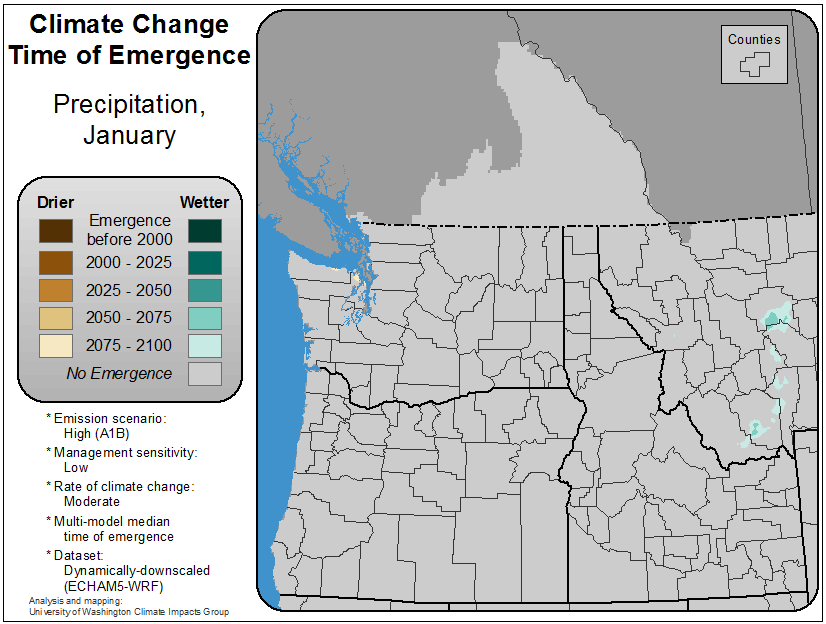 Climate Change
Time of Emergence
Precipitation,
January
Drier
Wetter
Emergence
before 2000
2000 - 2025
2025 - 2050
2050 - 2075
2075 - 2100
No Emergence
* Emission scenario:
High (A1B)
* Management sensitivity:
Low
* Rate of climate change:
Moderate
* Multi-model median
time of emergence
* Dataset:
Dynamically-downscaled
(ECHAM5-WRF)
Analysis and mapping:
University of Washington Climate Impacts Group
Counties